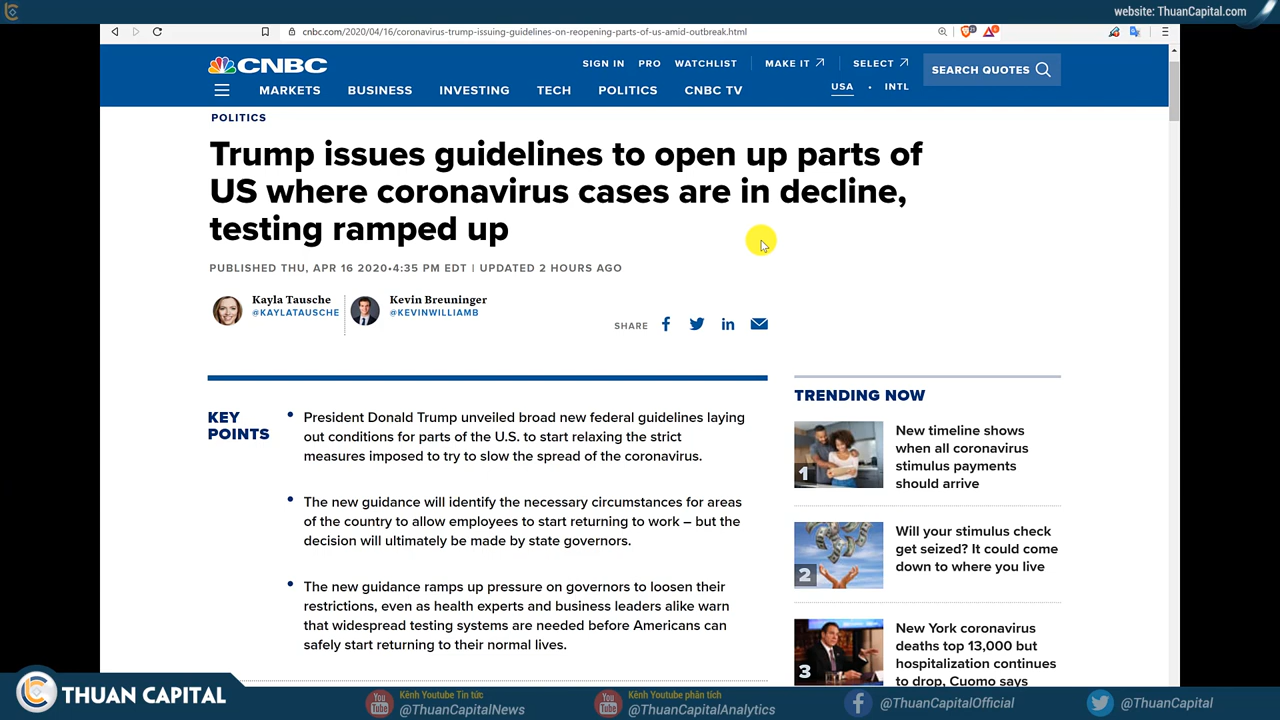 website: ThuanCapital.com
cnbc.com/2020/04/16/coronavirus-trump-issuing-guidelines-on-reopening-parts-of-us-amid-outbreak.html
CNBC
SIGN IN PRO WATCHLIST MAKE IT SELECT
SEARCH QUOTES
USA • INTL
MARKETS BUSINESS INVESTING TECH POLITICS CNBC TV
POLITICS
Trump issues guidelines to open up parts of
US where coronavirus cases are in decline,
testing ramped up
PUBLISHED THU, APR 16 2020•4:35 PM EDT | UPDATED 2 HOURS AGO
Kayla Tausche
@KAYLATAUSCHE
Kevin Breuninger
@KEVINWILLIAMB
SHARE
KEY
POINTS
• President Donald Trump unveiled broad new federal guidelines laying
out conditions for parts of the U.S. to start relaxing the strict
measures imposed to try to slow the spread of the coronavirus.
• The new guidance will identify the necessary circumstances for areas
of the country to allow employees to start returning to work – but the
decision will ultimately be made by state governors.
• The new guidance ramps up pressure on governors to loosen their
restrictions, even as health experts and business leaders alike warn
that widespread testing systems are needed before Americans can
safely start returning to their normal lives.
TRENDING NOW
1
New timeline shows
when all coronavirus
stimulus payments
should arrive
2
Will your stimulus check
get seized? It could come
down to where you live
3
New York coronavirus
deaths top 13,000 but
hospitalization continues
to drop, Cuomo says
THUAN CAPITAL
You Tube
Kênh Youtube Tin tức
@ThuanCapitalNews
You Tube
Kênh Youtube phân tích
@ThuanCapitalAnalytics
@ThuanCapitalOfficial
@ThuanCapital